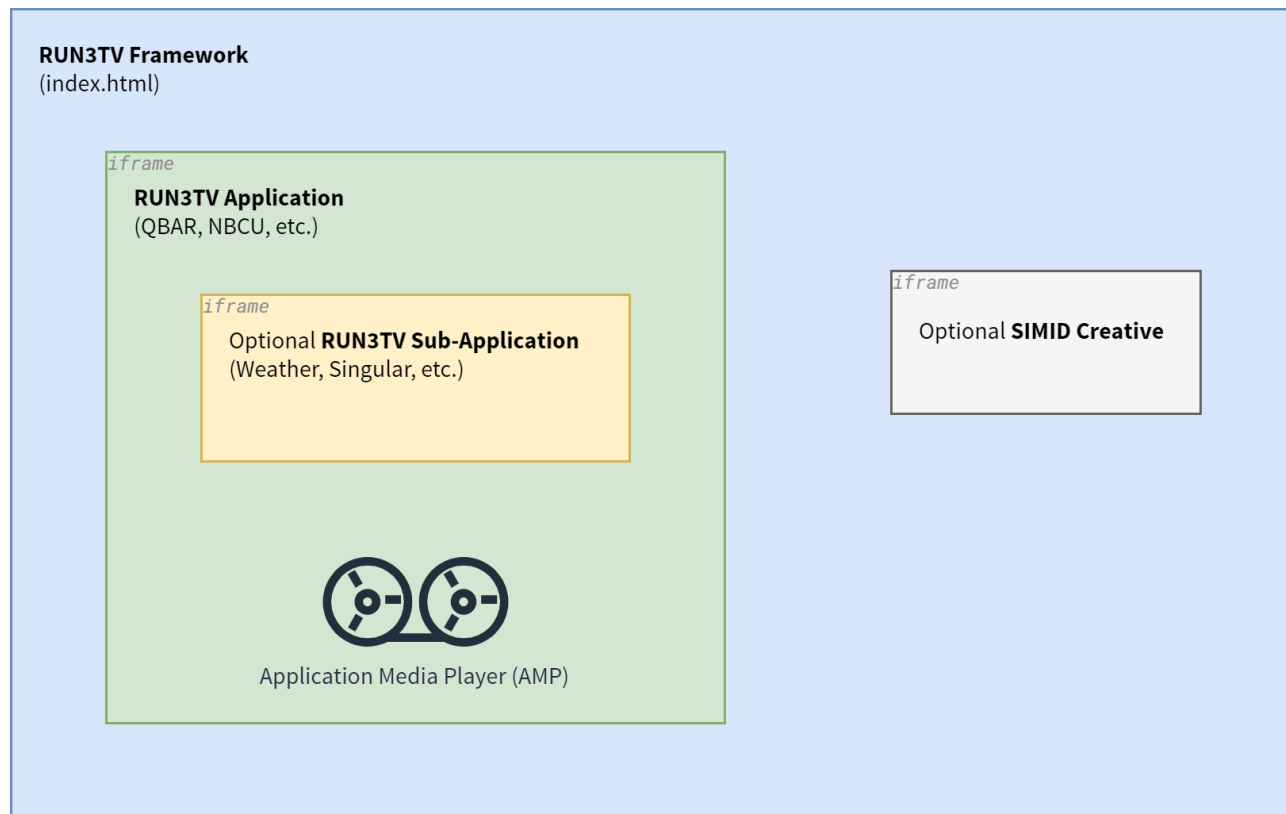 RUN3TV Framework
(index.html)
iframe
RUN3TV Application
(QBAR, NBCU, etc.)
iframe
Optional RUN3TV Sub-Application
(Weather, Singular, etc.)
iframe
Optional SIMID Creative
Application Media Player (AMP)